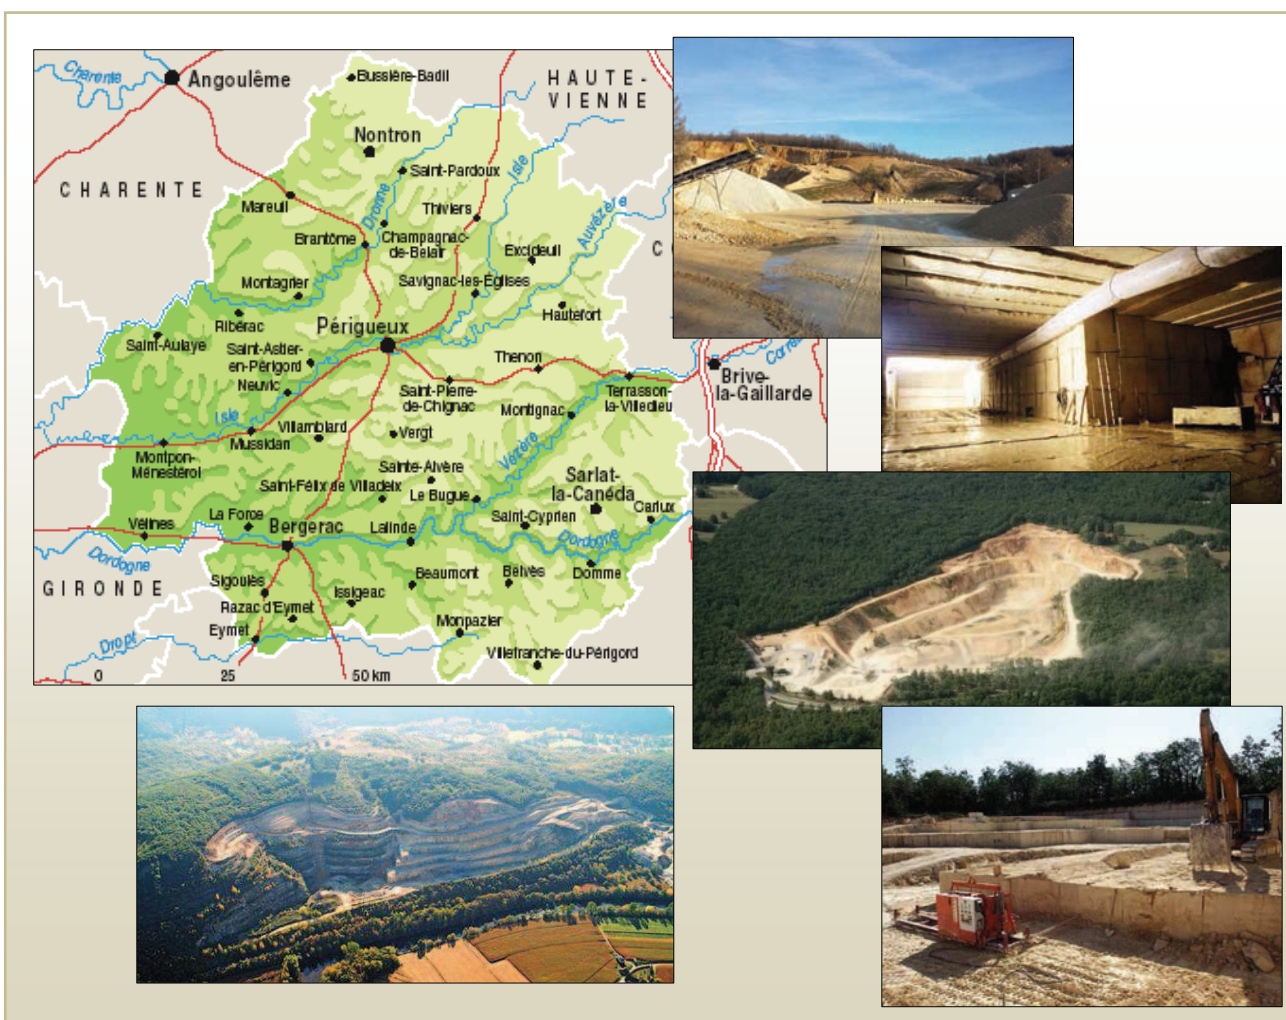 Charente
Angoulême
Bussière-Badil
HAUTE-
VIENNE
Nontron
CHARENTE
Saint-Pardoux
Isle
Mareuil
Dronne
Thiviers
Auvézère
Brantôme
Champagnac-
de-Belair
Excideuil
C
Montagrier
Savignac-les-Églises
Hautefort
Ribérac
Périgueux
Saint-Aulaye
Saint-Astier-
en-Périgord
Thenon
Corrèze
Neuvic
Saint-Pierre-
de-Chignac
Terrasson-
la-Villedieu
Brive-
la-Gaillarde
Isle
Montignac
Mussidan
Villamblard
Vergt
Vézère
Montpon-
Ménestérol
Sainte-Alvère
Sarlat-
la-Canéda
Saint-Félix de Villadeix
Le Bugue
Carlux
Vélines
La Force
Bergerac
Lalinde
Saint-Cyprien
Dordogne
Dordogne
GIRONDE
Sigoulès
Beaumont
Belvès
Domme
Issigeac
Razac d'Eymet
Eymet
Monpazier
Dropt
Villefranche-du-Périgord
0 25 50 km